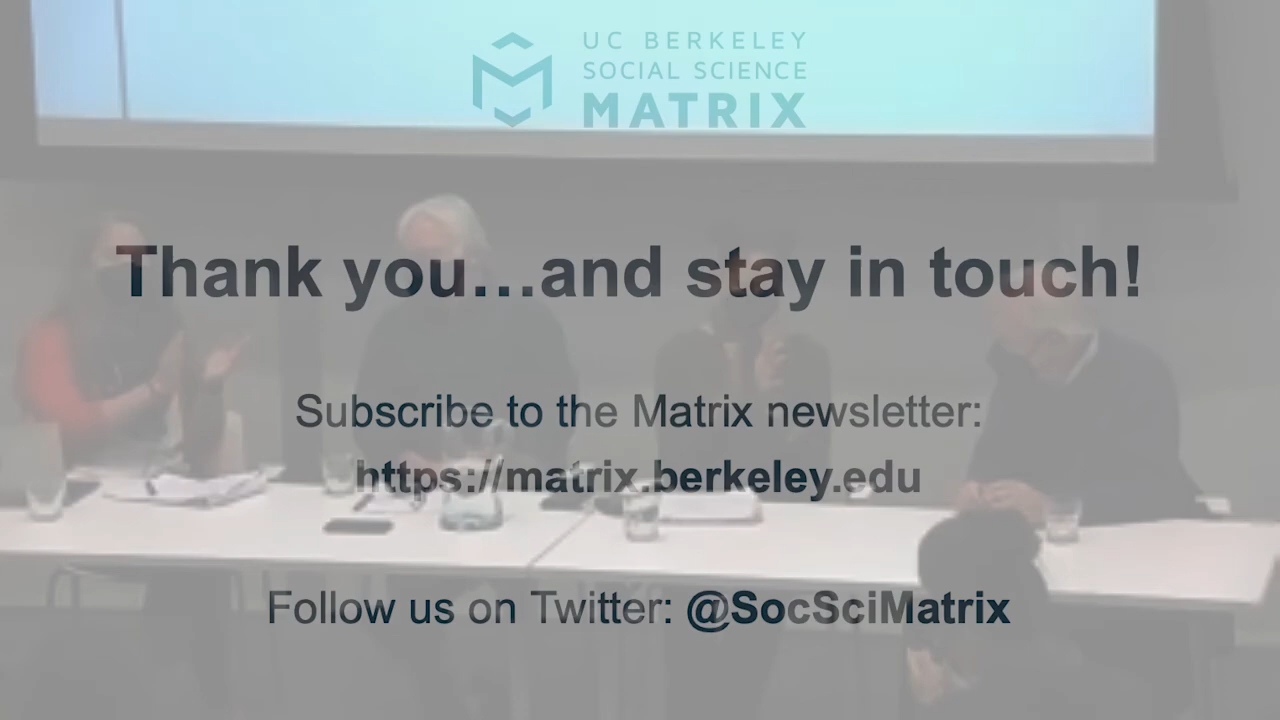 UC BERKELEY
SOCIAL SCIENCE
MATRIX
Thank you…and stay in touch!
Subscribe to the Matrix newsletter:
https://matrix.berkeley.edu
Follow us on Twitter: @SocSciMatrix